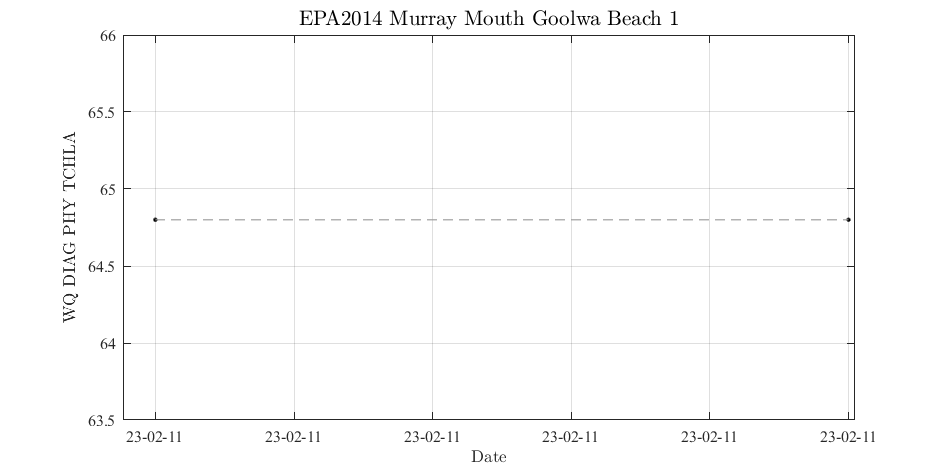 EPA2014 Murray Mouth Goolwa Beach 1
66
65.5
65
64.5
64
63.5
WQ DIAG PHY TCHLA
23-02-11 23-02-11 23-02-11 23-02-11 23-02-11 23-02-11
Date